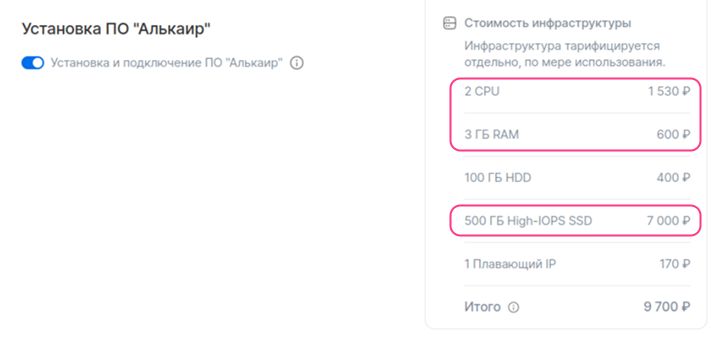 Установка ПО "Алькаир"
Установка и подключение ПО "Алькаир"
Стоимость инфраструктуры
Инфраструктура тарифицируется
отдельно, по мере использования.
2 CPU 1 530 ₽
3 ГБ RAM 600 ₽
100 ГБ HDD 400 ₽
500 ГБ High-IOPS SSD 7 000 ₽
1 Плавающий IP 170 ₽
Итого 9 700 ₽